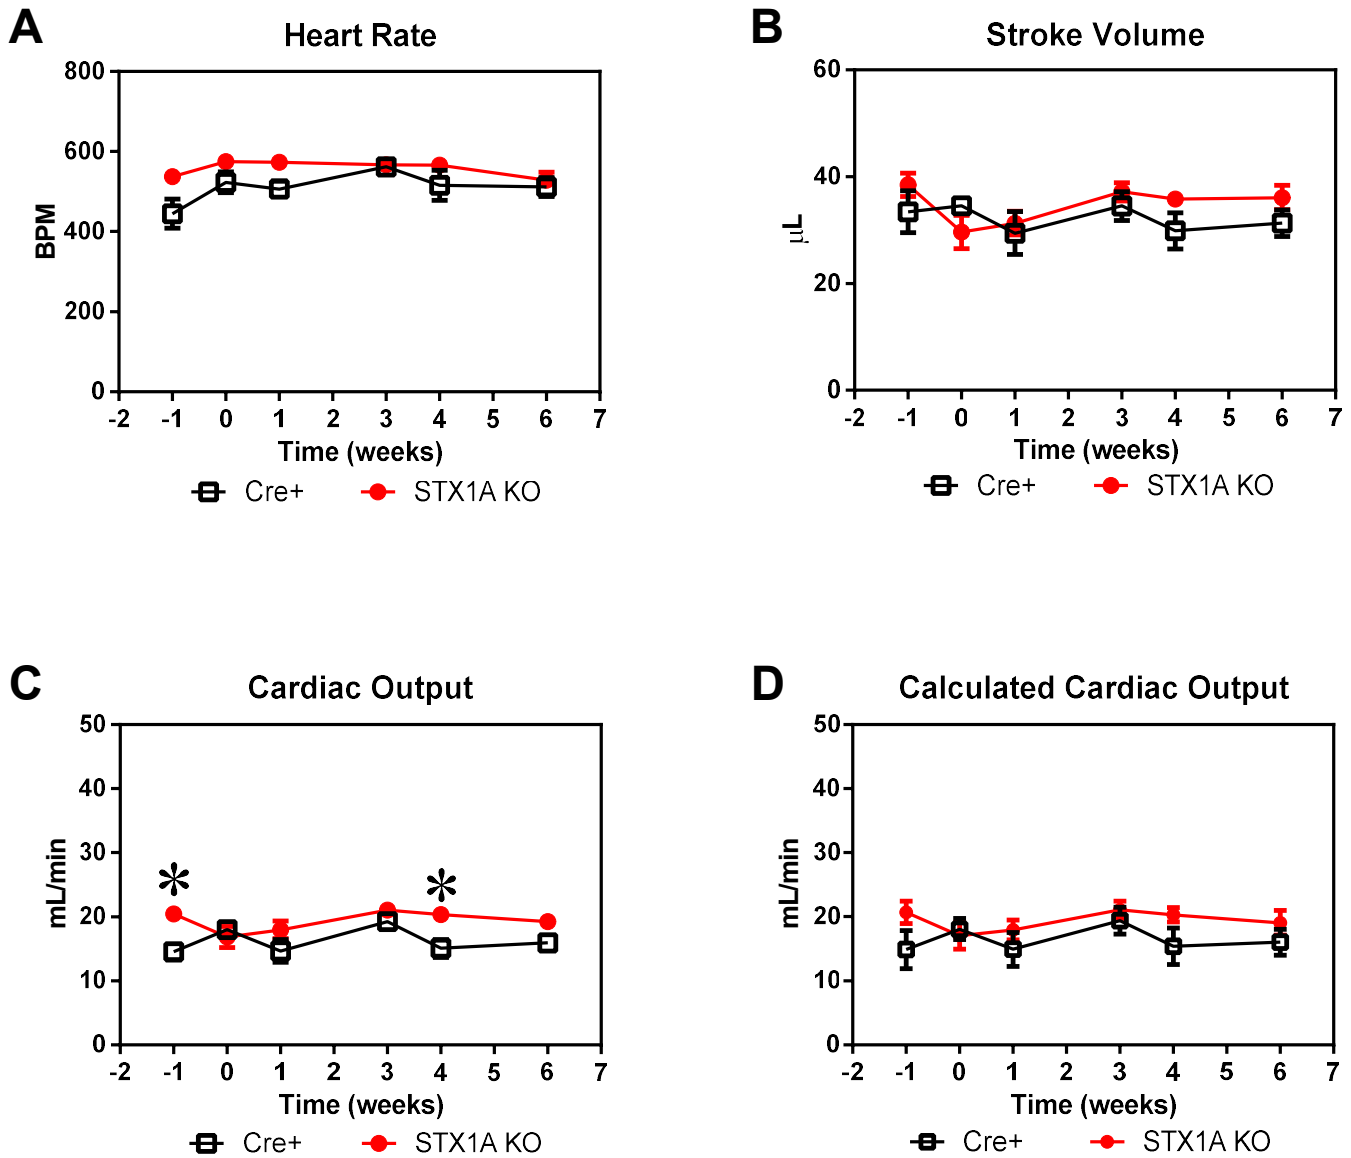 A
Heart Rate
800
600
400
200
0
BPM
-2 -1 0 1 2 3 4 5 6 7
Time (weeks)
Cre+ STX1A KO
B
Stroke Volume
60
40
20
0
μL
-2 -1 0 1 2 3 4 5 6 7
Time (weeks)
Cre+ STX1A KO
C
Cardiac Output
50
40
30
20
10
0
mL/min
* *
-2 -1 0 1 2 3 4 5 6 7
Time (weeks)
Cre+ STX1A KO
D
Calculated Cardiac Output
50
40
30
20
10
0
mL/min
-2 -1 0 1 2 3 4 5 6 7
Time (weeks)
Cre+ STX1A KO